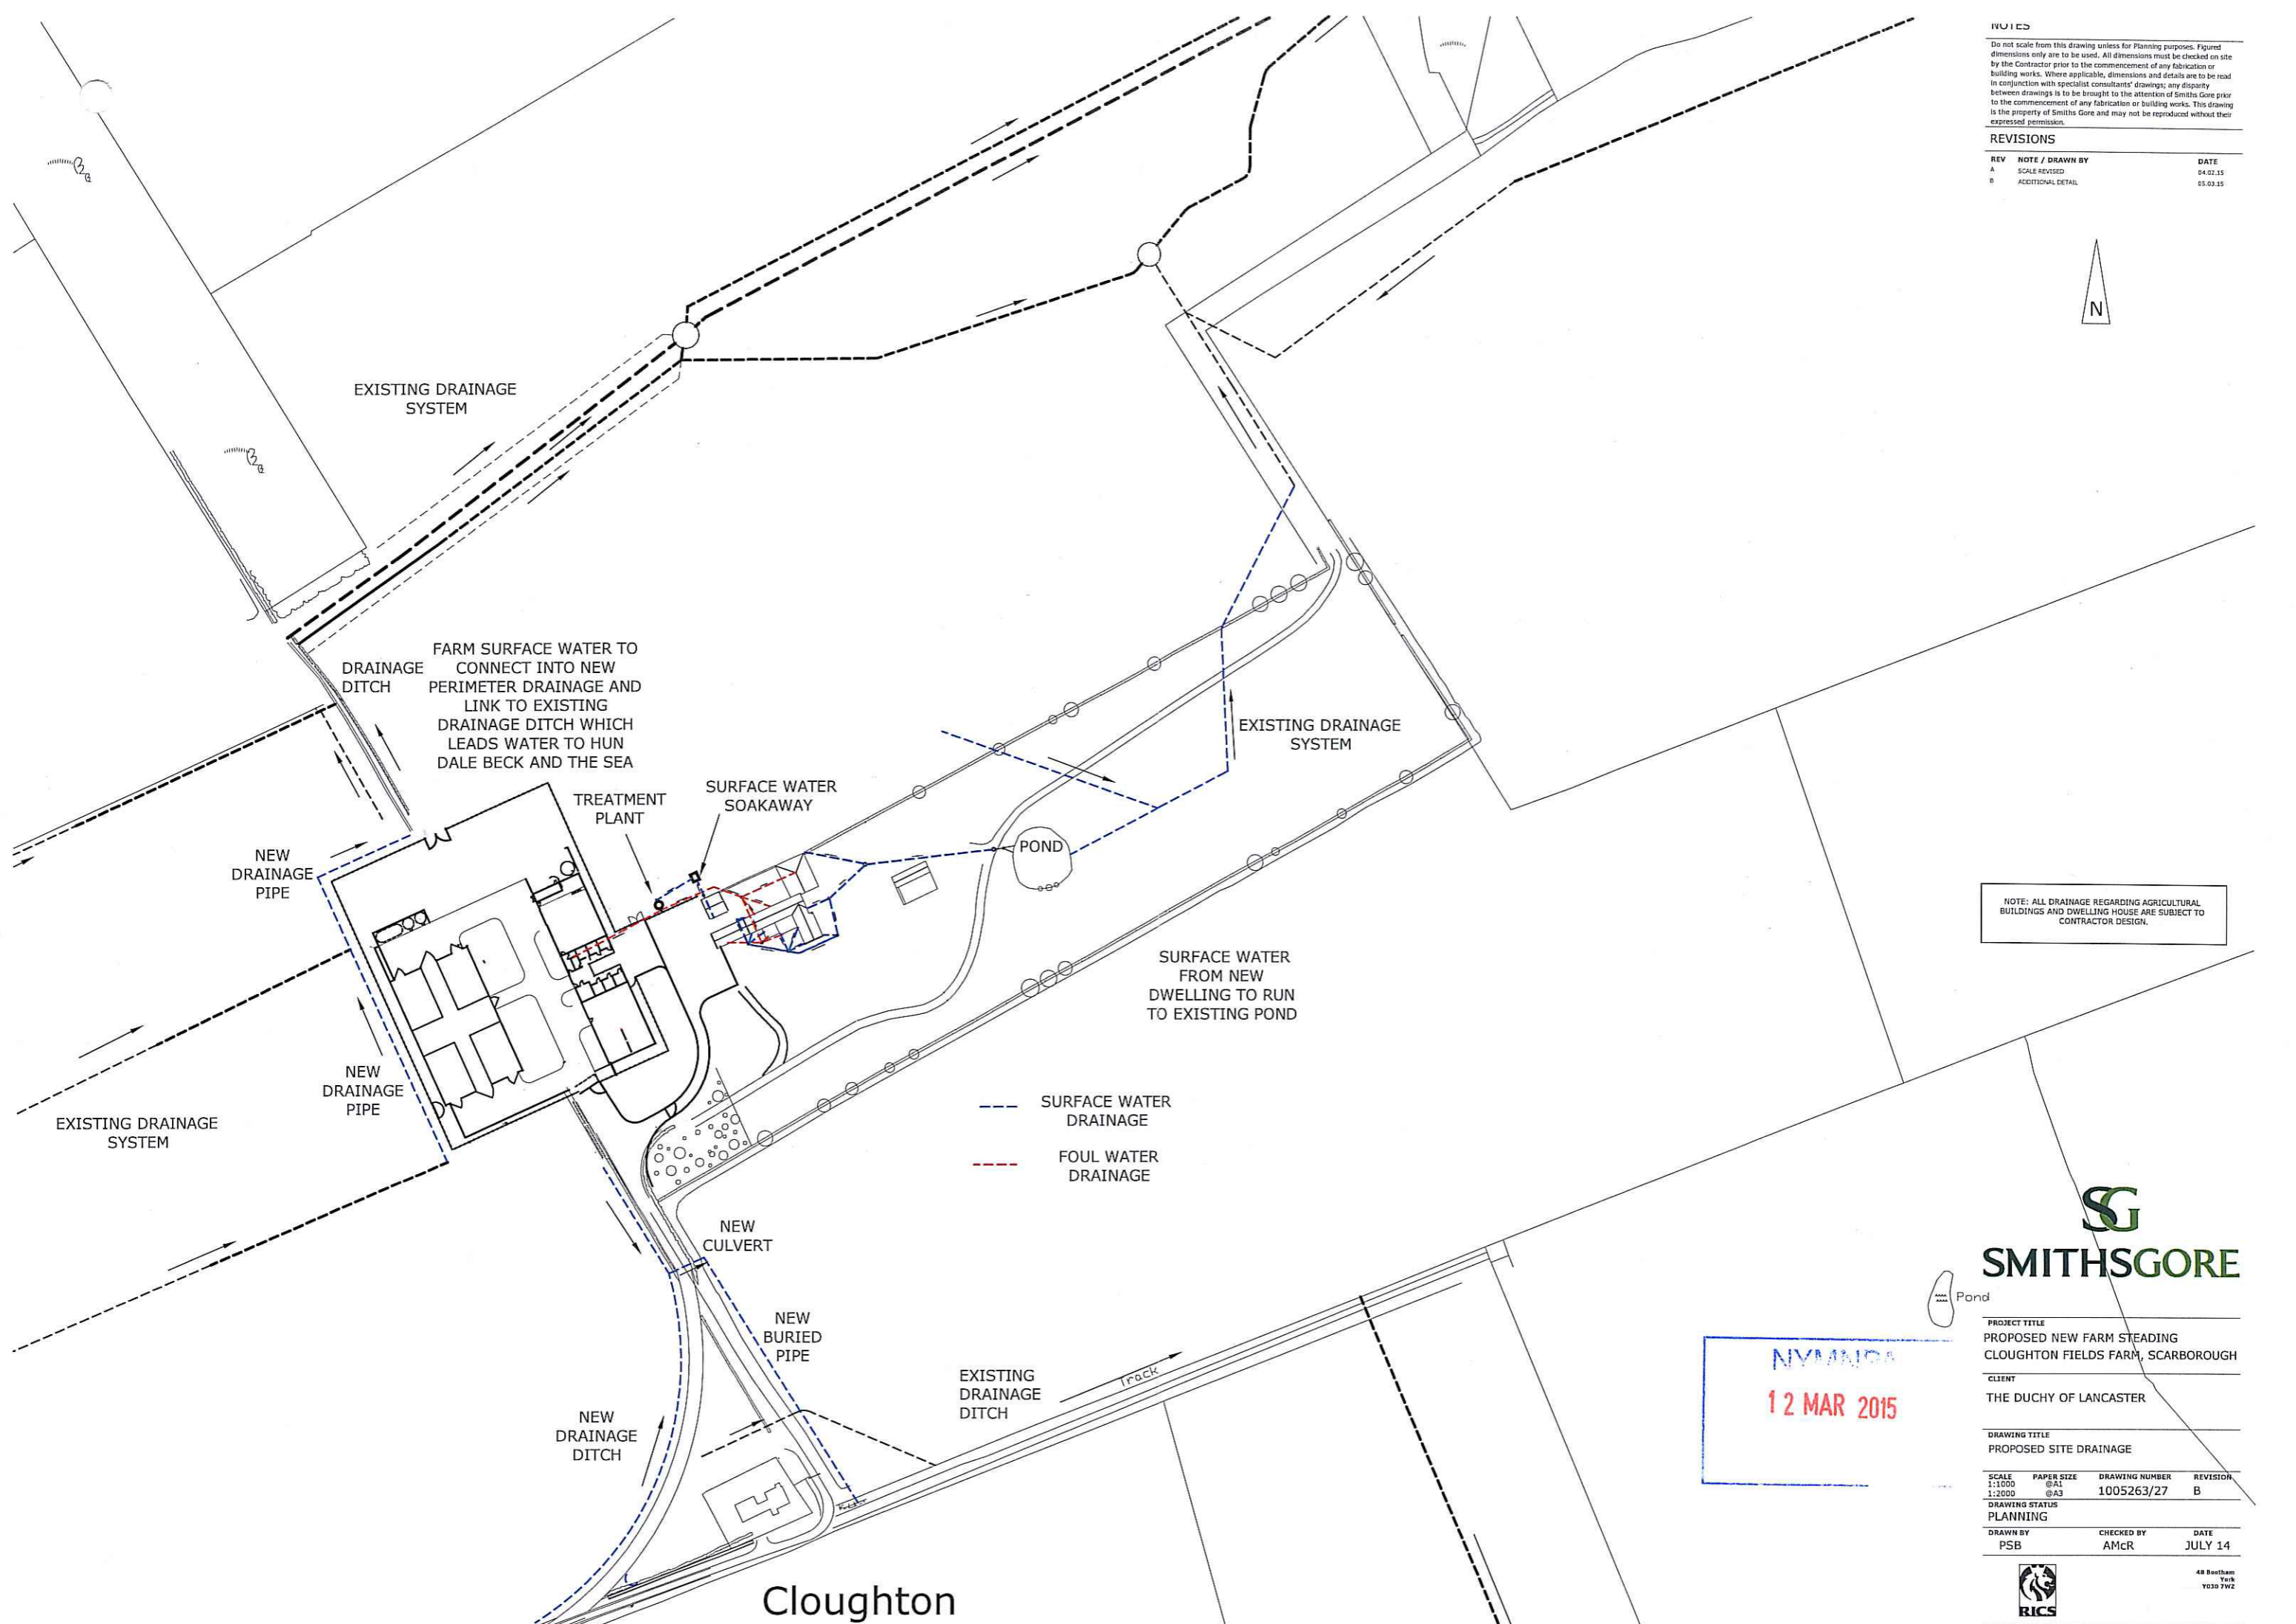 NOTES
Do not scale from this drawing unless for Planning purposes. Figured
dimensions only are to be used. All dimensions must be checked on site
by the Contractor prior to the commencement of any fabrication or
building works. Where applicable, dimensions and details are to be read
in conjunction with specialist consultants' drawings; any disparity
between drawings is to be brought to the attention of Smiths Gore prior
to the commencement of any fabrication or building works. This drawing
is the property of Smiths Gore and may not be reproduced without their
expressed permission.
REVISIONS
REV NOTE / DRAWN BY DATE
A SCALE REVISED 04.02.15
B ADDITIONAL DETAIL 05.03.15
N
EXISTING DRAINAGE
SYSTEM
DRAINAGE
DITCH
FARM SURFACE WATER TO
CONNECT INTO NEW
PERIMETER DRAINAGE AND
LINK TO EXISTING
DRAINAGE DITCH WHICH
LEADS WATER TO HUN
DALE BECK AND THE SEA
EXISTING DRAINAGE
SYSTEM
TREATMENT
PLANT
SURFACE WATER
SOAKAWAY
POND
NEW
DRAINAGE
PIPE
NOTE: ALL DRAINAGE REGARDING AGRICULTURAL
BUILDINGS AND DWELLING HOUSE ARE SUBJECT TO
CONTRACTOR DESIGN.
SURFACE WATER
FROM NEW
DWELLING TO RUN
TO EXISTING POND
NEW
DRAINAGE
PIPE
EXISTING DRAINAGE
SYSTEM
SURFACE WATER
DRAINAGE
FOUL WATER
DRAINAGE
NEW
CULVERT
NEW
BURIED
PIPE
EXISTING
DRAINAGE
DITCH
Track
NEW
DRAINAGE
DITCH
Cloughton
Pond
NYMNPA
12 MAR 2015
SG
SMITHSGORE
PROJECT TITLE
PROPOSED NEW FARM STEADING
CLOUGHTON FIELDS FARM, SCARBOROUGH
CLIENT
THE DUCHY OF LANCASTER
DRAWING TITLE
PROPOSED SITE DRAINAGE
SCALE PAPER SIZE DRAWING NUMBER REVISION
1:1000 @A1
1:2000 @A3 1005263/27 B
DRAWING STATUS
PLANNING
DRAWN BY CHECKED BY DATE
PSB AMcR JULY 14
RICS
48 Bootham
York
YO30 7WZ